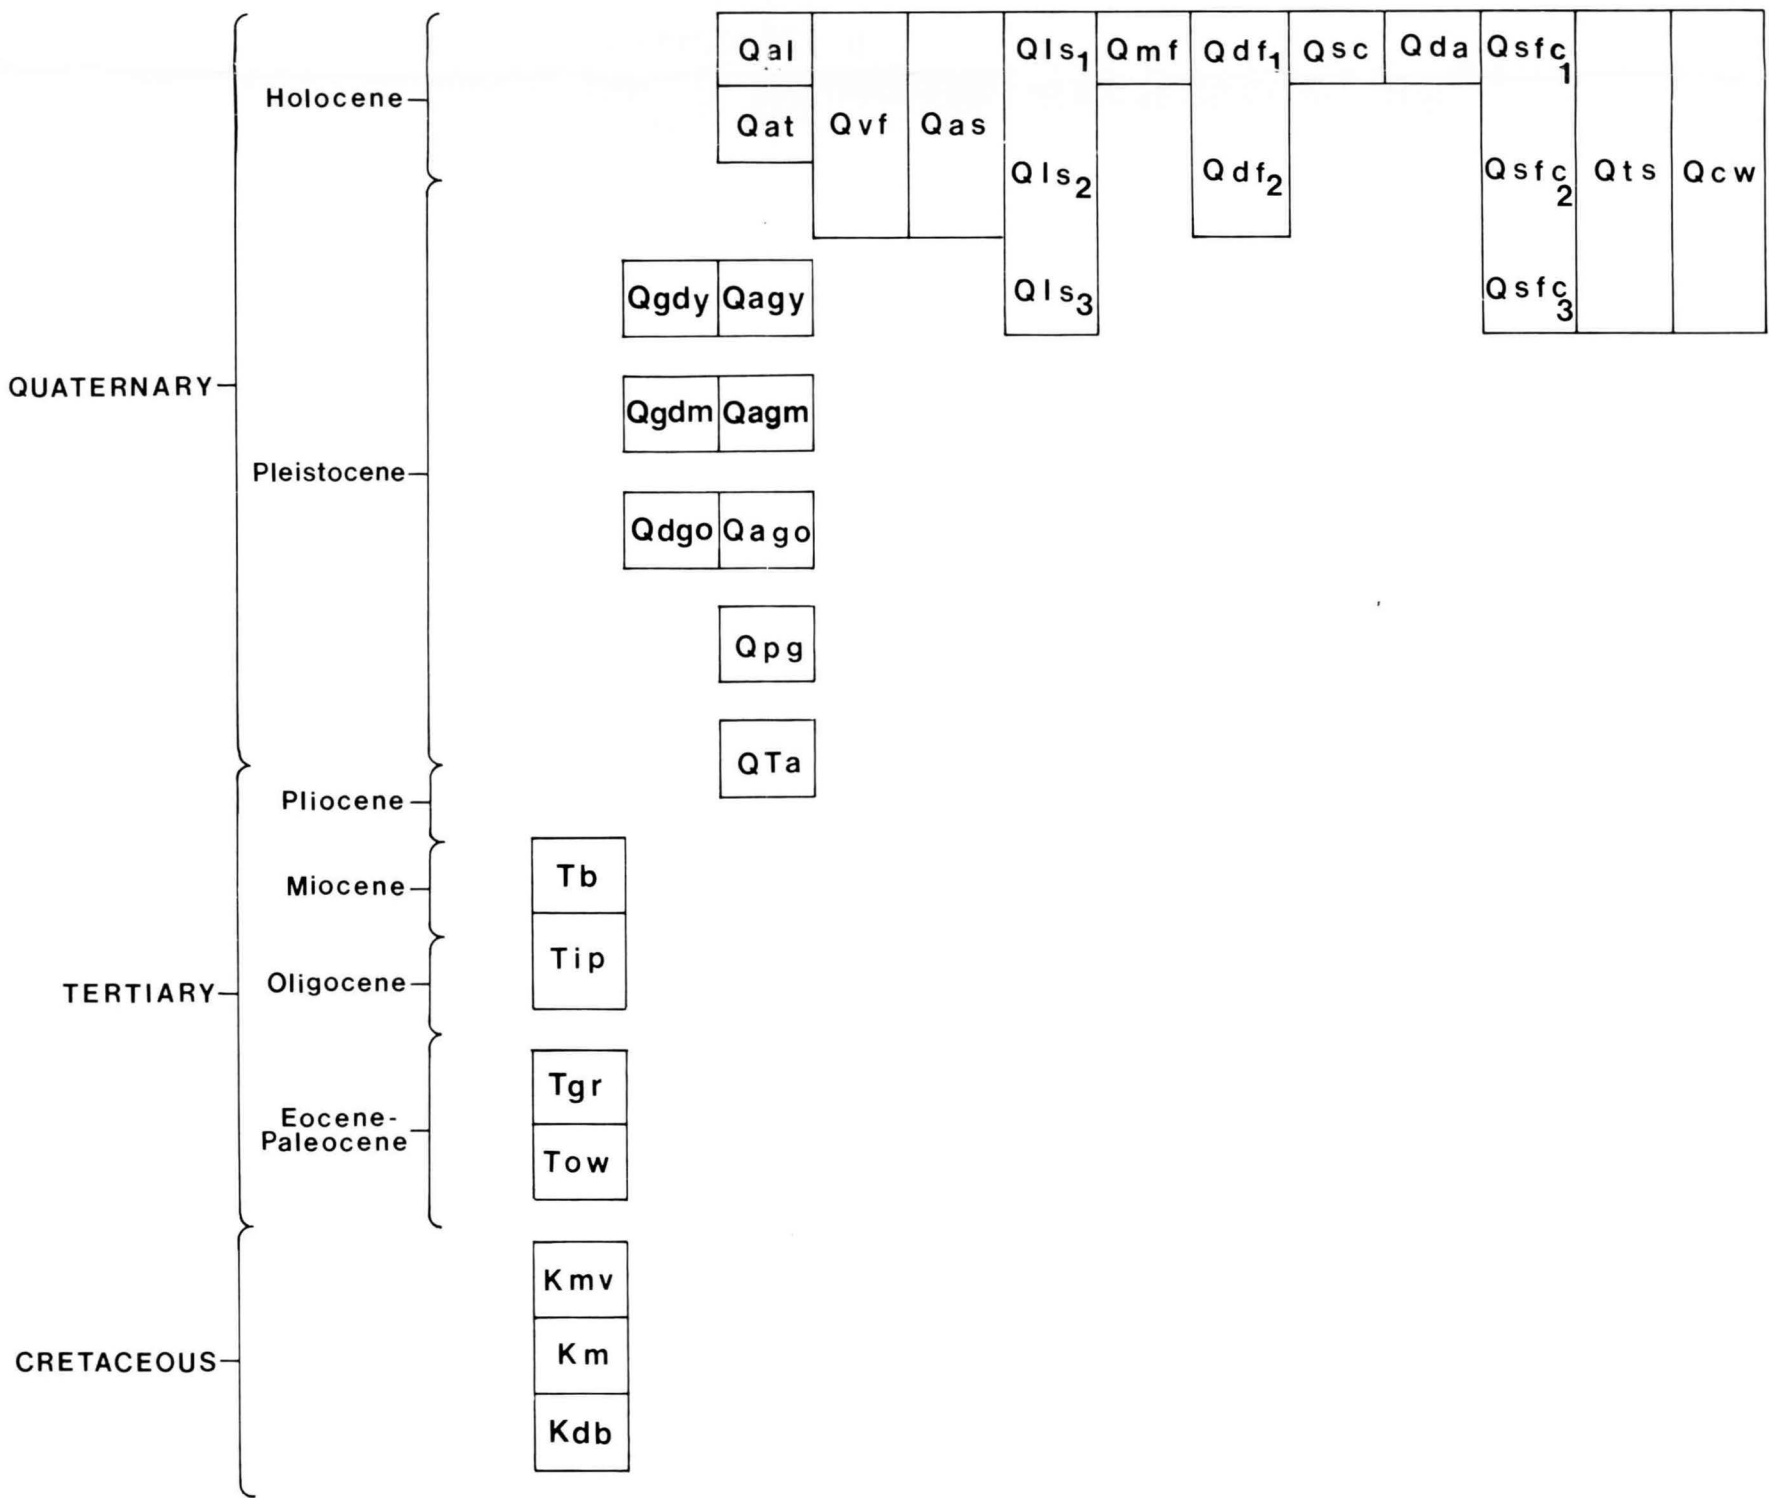 Qal
Qls₁
Qmf
Qdf₁
Qsc
Qda
Qsfc₁
Holocene
Qat
Qvf
Qas
Qls₂
Qdf₂
Qsfc₂
Qts
Qcw
Qgdy
Qagy
Qls₃
Qsfc₃
QUATERNARY
Qgdm
Qagm
Pleistocene
Qdgo
Qago
Qpg
QTa
Pliocene
Tb
Miocene
Tip
Oligocene
TERTIARY
Tgr
Eocene-
Paleocene
Tow
Kmv
Km
CRETACEOUS
Kdb